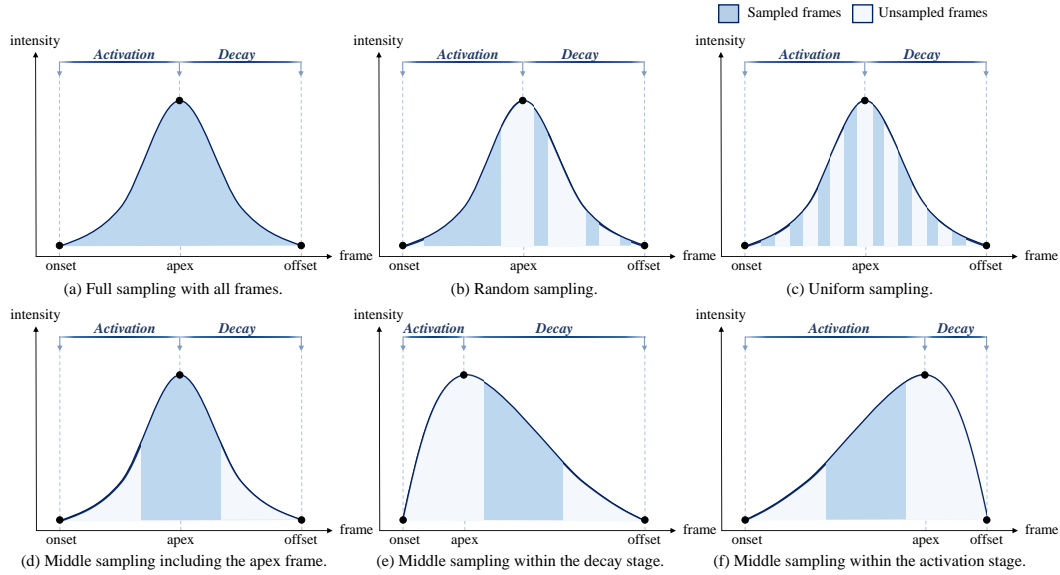 Sampled frames Unsampled frames
intensity intensity intensity
Activation Decay Activation Decay Activation Decay
onset apex offset frame onset apex offset frame onset apex offset frame
(a) Full sampling with all frames. (b) Random sampling. (c) Uniform sampling.
intensity intensity intensity
Activation Decay Activation Decay Activation Decay
onset apex offset frame onset apex offset frame onset apex offset frame
(d) Middle sampling including the apex frame. (e) Middle sampling within the decay stage. (f) Middle sampling within the activation stage.